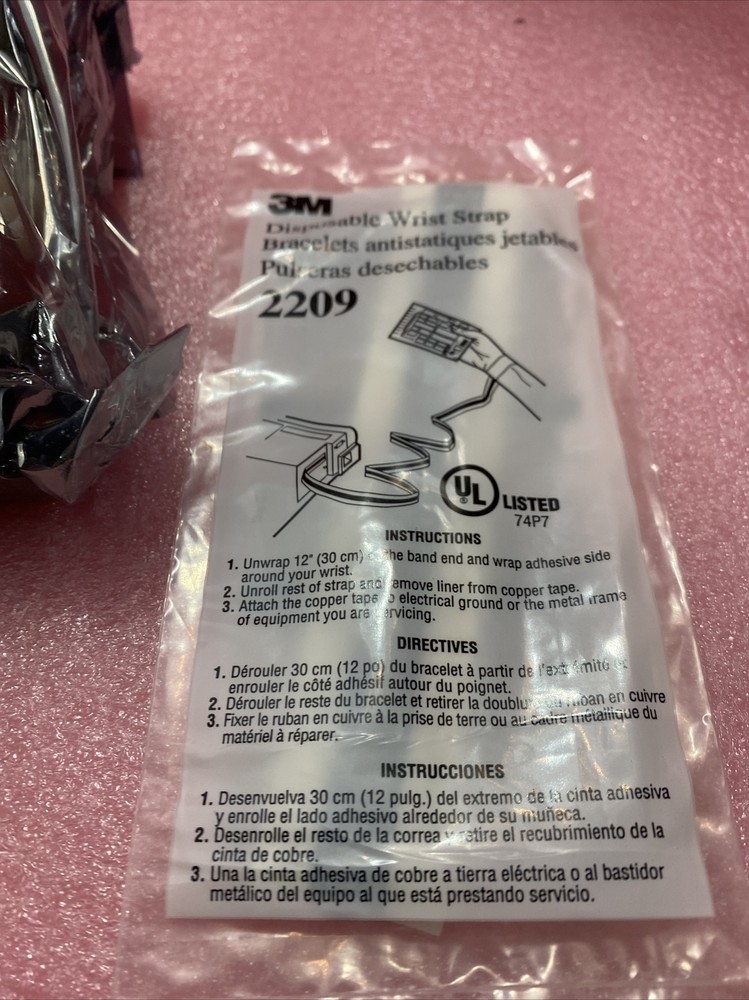 3M
Disposable Wrist Strap
Bracelets antistatiques jetables
Pulseras desechables
2209
UL
®
LISTED
74P7
INSTRUCTIONS
1. Unwrap 12" (30 cm) the band end and wrap adhesive side
around your wrist.
2. Unroll rest of strap and remove liner from copper tape.
3. Attach the copper tape electrical ground or the metal frame
of equipment you are servicing.
DIRECTIVES
1. Dérouler 30 cm (12 po) du bracelet à partir de l'extrémité
enrouler le côté adhésif autour du poignet.
2. Dérouler le reste du bracelet et retirer la ruban en cuivre
3. Fixer le ruban en cuivre à la prise de terre ou au cadre métallique du
matériel à réparer.
INSTRUCCIONES
1. Desenvuelva 30 cm (12 pulg.) del extremo de la cinta adhesiva
y enrolle el lado adhesivo alrededor de su muñeca.
2. Desenrolle el resto de la correa y retire el recubrimiento de la
cinta de cobre.
3. Una la cinta adhesiva de cobre a tierra eléctrica o al bastidor
metálico del equipo al que está prestando servicio.